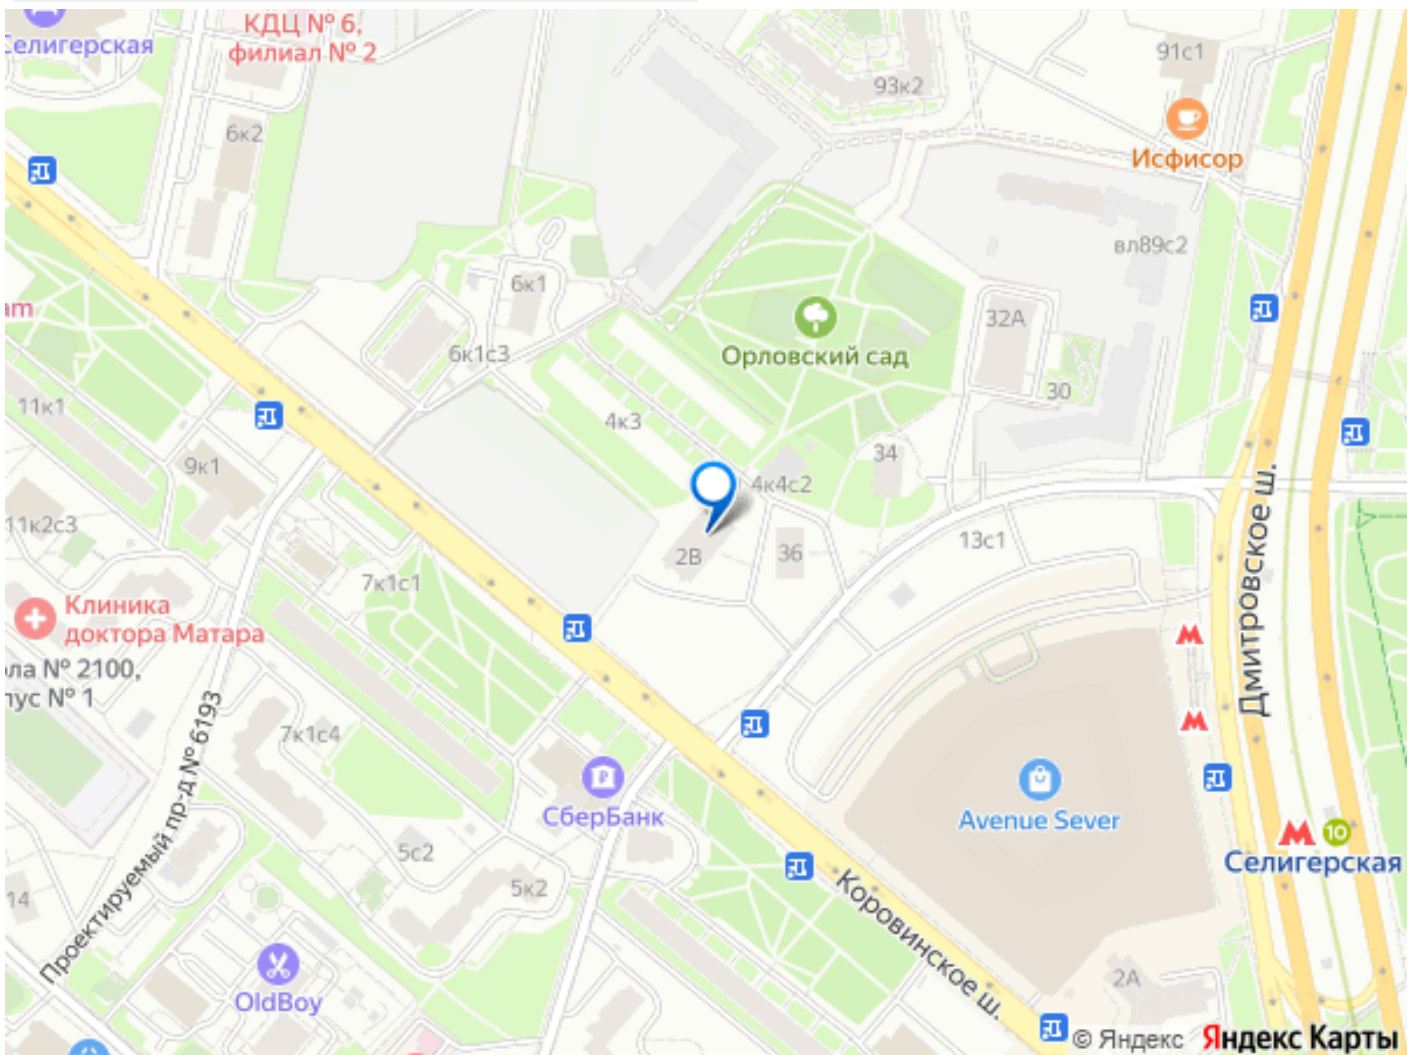 КДЦ № 6,
филиал № 2
Селигерская
91с1
93к2
6к2
Исфисор
вл89с2
6к1
32А
6к1с3
Орловский сад
30
11к1
4к3
9к1
34
4к4с2
11к2с3
2В
36
13с1
7к1с1
Клиника
доктора Матара
№ 2100,
№ 1
Дмитровское ш.
Проектируемый пр-д № 6193
7к1с4
СберБанк
Avenue Sever
10
Селигерская
5с2
5к2
14
Коровинское ш.
OldBoy
2А
© Яндекс Яндекс Карты